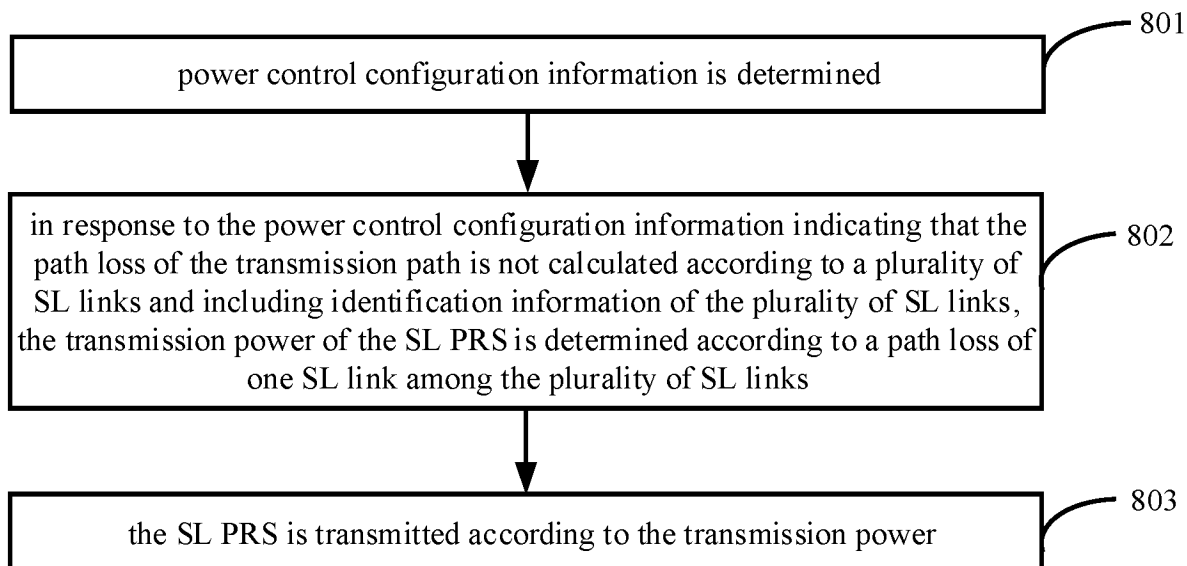 801
power control configuration information is determined
in response to the power control configuration information indicating that the
path loss of the transmission path is not calculated according to a plurality of
SL links and including identification information of the plurality of SL links,
the transmission power of the SL PRS is determined according to a path loss of
one SL link among the plurality of SL links
802
803
the SL PRS is transmitted according to the transmission power